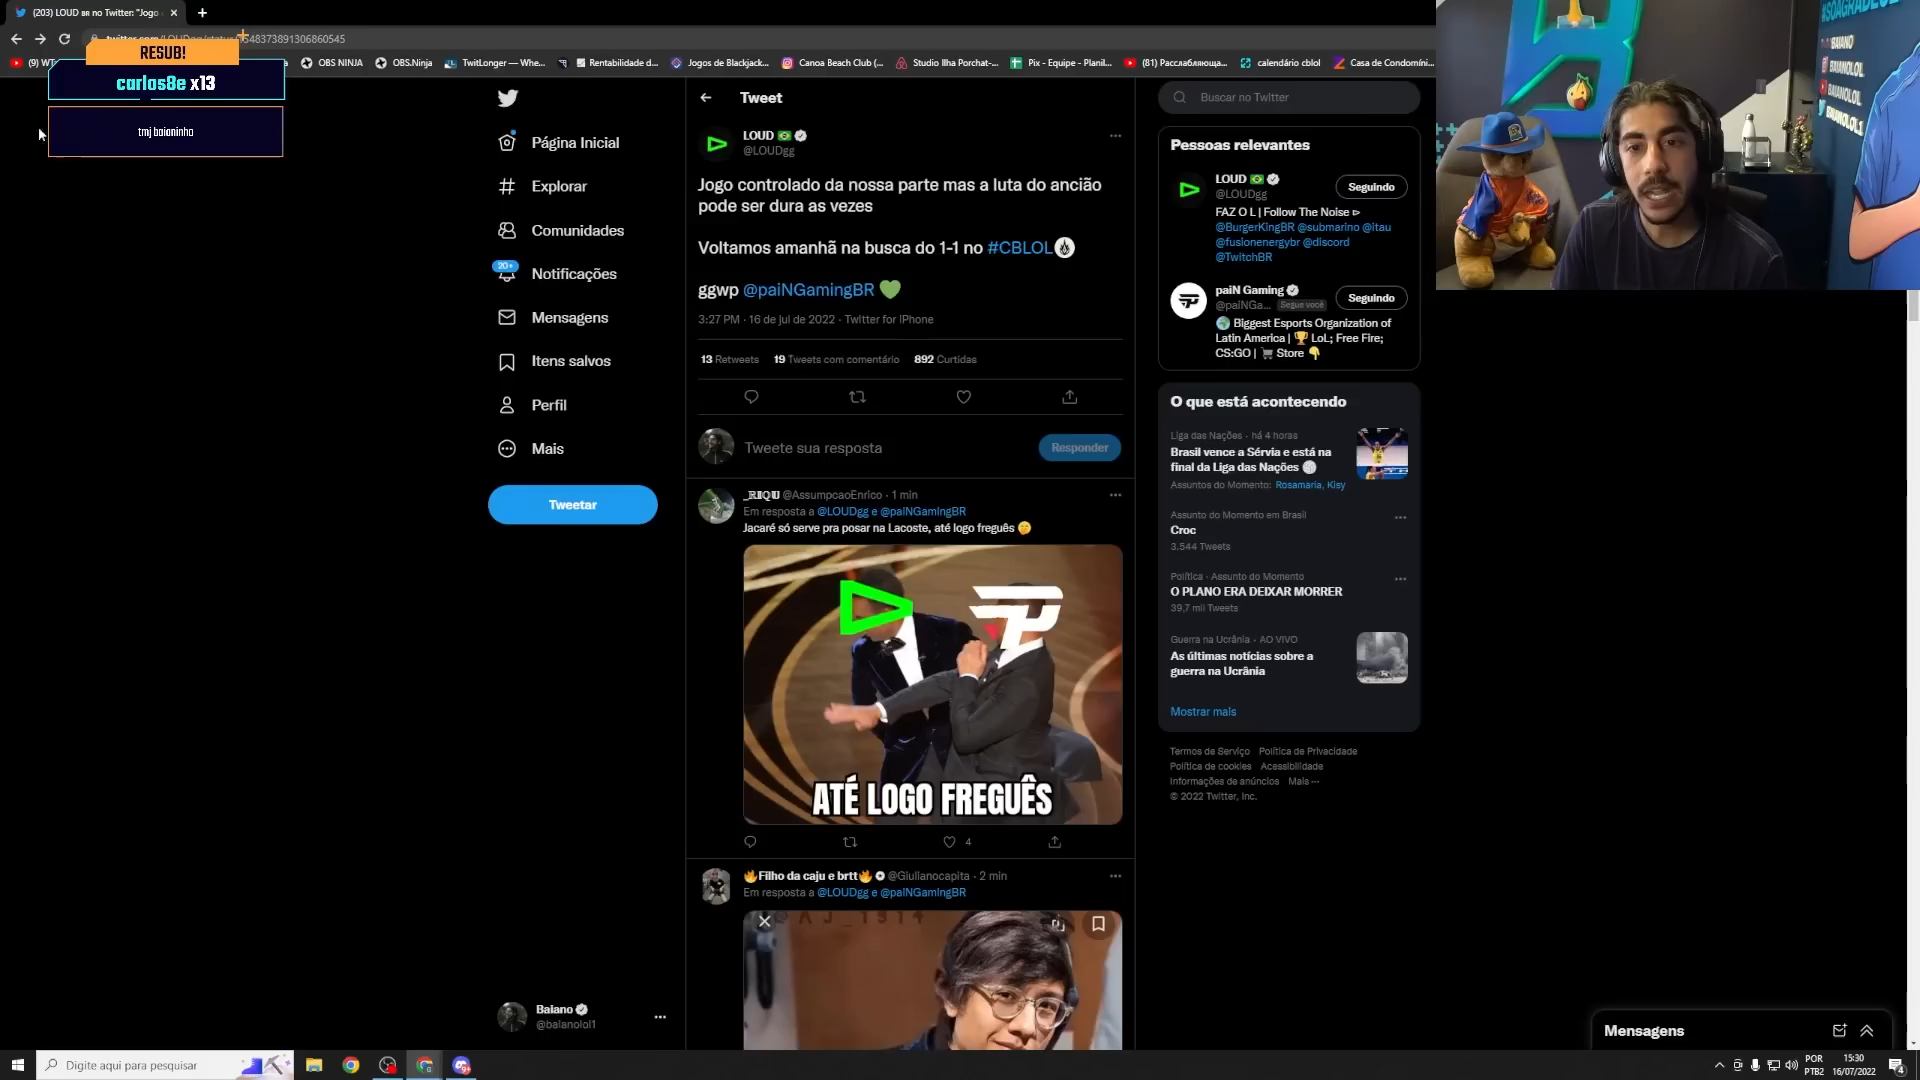 (203) LOUD BR no Twitter: "Jogo
twitter.com/LOUDgg/status/1548373891306860545
OBS NINJA
OBS.Ninja
TwitLonger — Whe...
Rentabilidade d...
Jogos de Blackjack...
Canoa Beach Club (...
Studio Ilha Porchat-...
Pix - Equipe - Planil...
(81) Расслабляюща...
calendário cblol
Casa de Condomíni...
RESUB!
carlos8e x13
tmj baianinho
Página Inicial
Explorar
Comunidades
20+
Notificações
Mensagens
Itens salvos
Perfil
Mais
Tweetar
Baiano
@baianolol1
Tweet
LOUD
@LOUDgg
Jogo controlado da nossa parte mas a luta do ancião
pode ser dura as vezes
Voltamos amanhã na busca do 1-1 no #CBLOL
ggwp @paiNGamingBR
3:27 PM · 16 de jul de 2022 · Twitter for iPhone
13 Retweets 19 Tweets com comentário 892 Curtidas
Tweete sua resposta
Responder
_RIQU @AssumpcaoEnrico · 1 min
Em resposta a @LOUDgg e @paiNGamingBR
Jacaré só serve pra posar na Lacoste, até logo freguês
ATÉ LOGO FREGUÊS
4
Filho da caju e brtt @Giulianocapita · 2 min
Em resposta a @LOUDgg e @paiNGamingBR
AJ_1914
Buscar no Twitter
Pessoas relevantes
LOUD
@LOUDgg
Seguindo
FAZ O L | Follow The Noise
@BurgerKingBR @submarino @itau
@fusionenergybr @discord
@TwitchBR
paiN Gaming
@paiNGa... Segue você
Seguindo
Biggest Esports Organization of
Latin America | LoL; Free Fire;
CS:GO | Store
O que está acontecendo
Liga das Nações · há 4 horas
Brasil vence a Sérvia e está na
final da Liga das Nações
Assuntos do Momento: Rosamaria, Kisy
Assunto do Momento em Brasil
Croc
3.544 Tweets
Política · Assunto do Momento
O PLANO ERA DEIXAR MORRER
39,7 mil Tweets
Guerra na Ucrânia · AO VIVO
As últimas notícias sobre a
guerra na Ucrânia
Mostrar mais
Termos de Serviço Política de Privacidade
Política de cookies Acessibilidade
Informações de anúncios Mais
© 2022 Twitter, Inc.
BAIANO
BAIANOLOL
BAIANOLOL
BAIANOLOL1
Mensagens
Digite aqui para pesquisar
POR
PTB2
15:30
16/07/2022
4